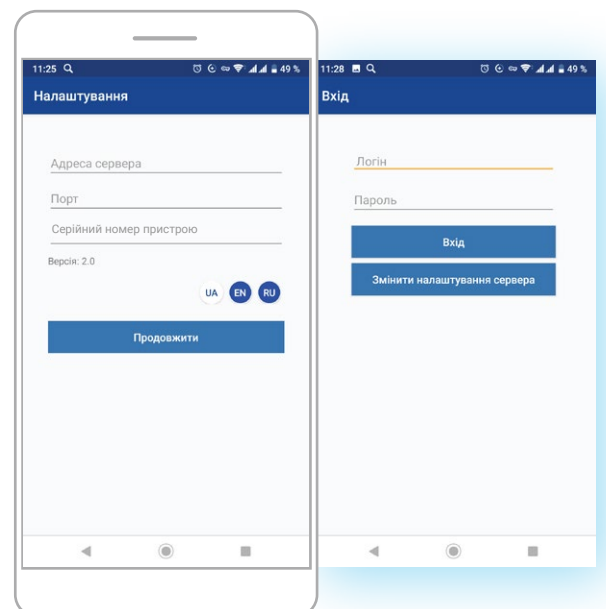 11:25 49 %
Налаштування
Адреса сервера
Порт
Серійний номер пристрою
Версія: 2.0
UA EN RU
Продовжити
11:28 49 %
Вхід
Логін
Пароль
Вхід
Змінити налаштування сервера